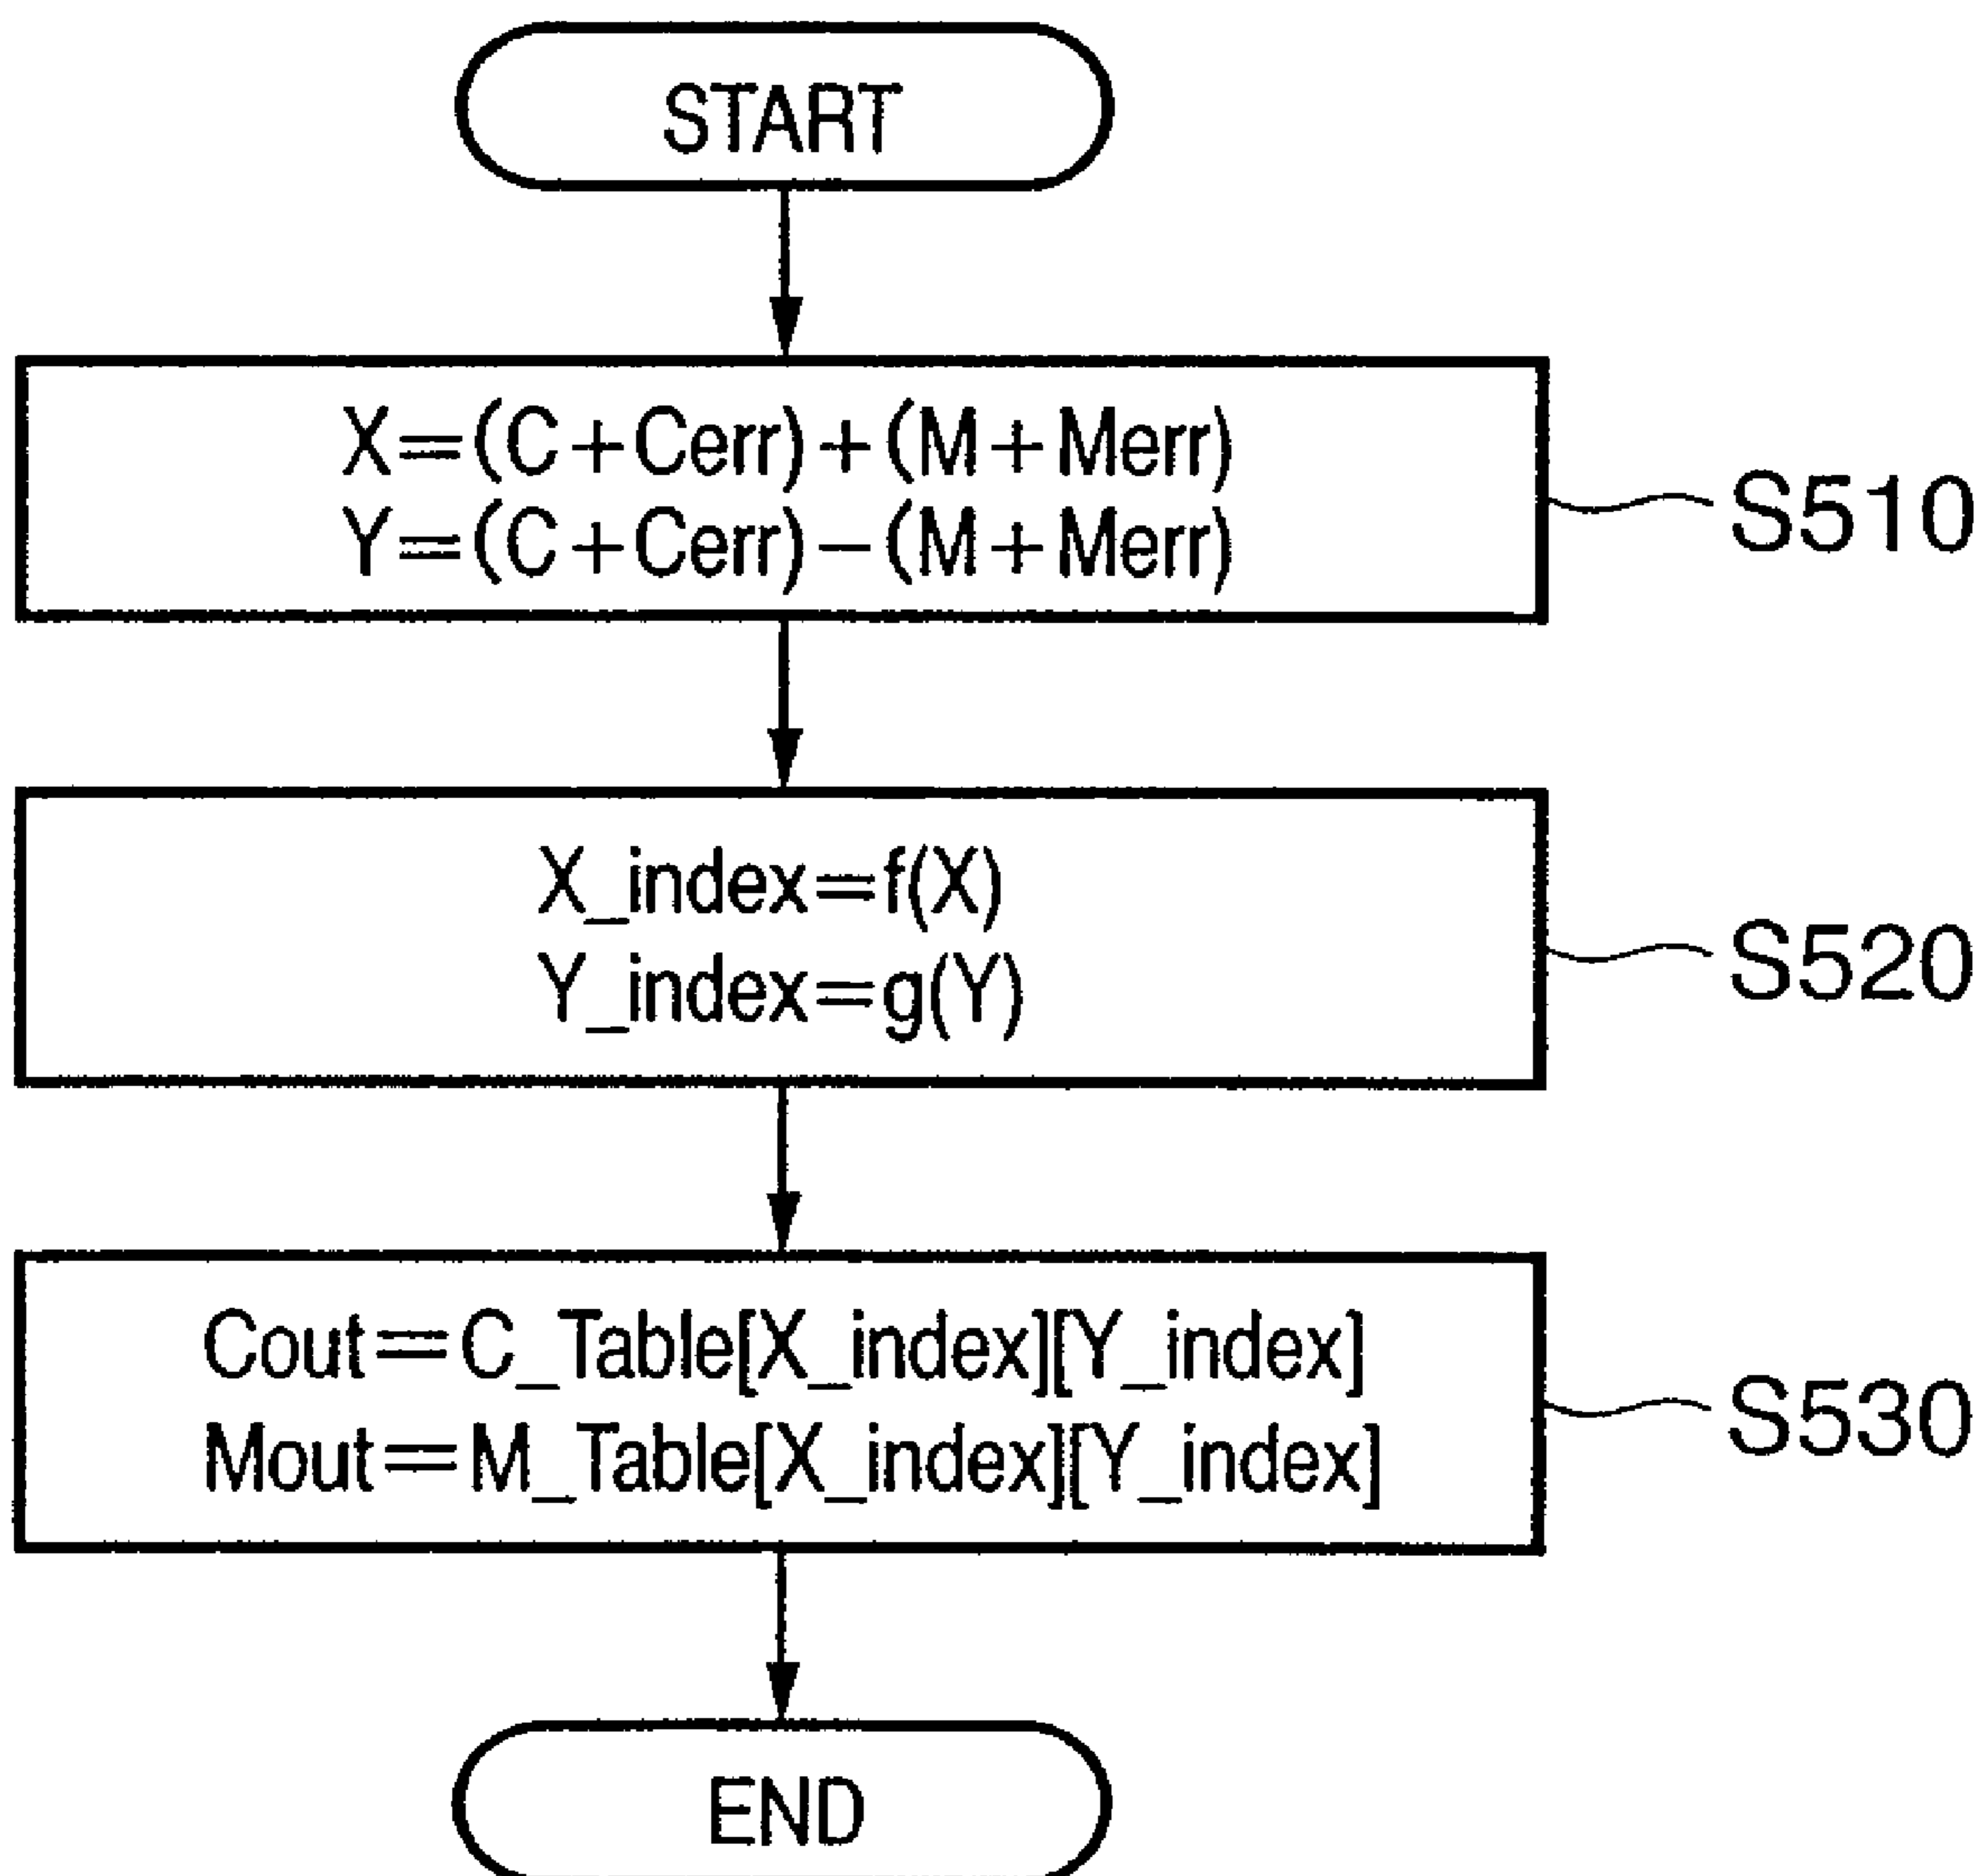 START
X=(C+Cerr)+(M+Merr)
Y=(C+Cerr)−(M+Merr)
S510
X_index=f(X)
Y_index=g(Y)
S520
Cout=C_Table[X_index][Y_index]
Mout=M_Table[X_index][Y_index]
S530
END